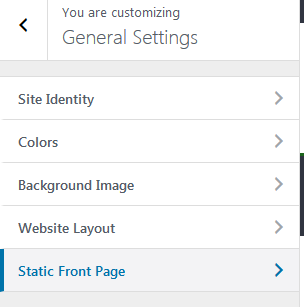 You are customizing
General Settings
Site Identity
Colors
Background Image
Website Layout
Static Front Page